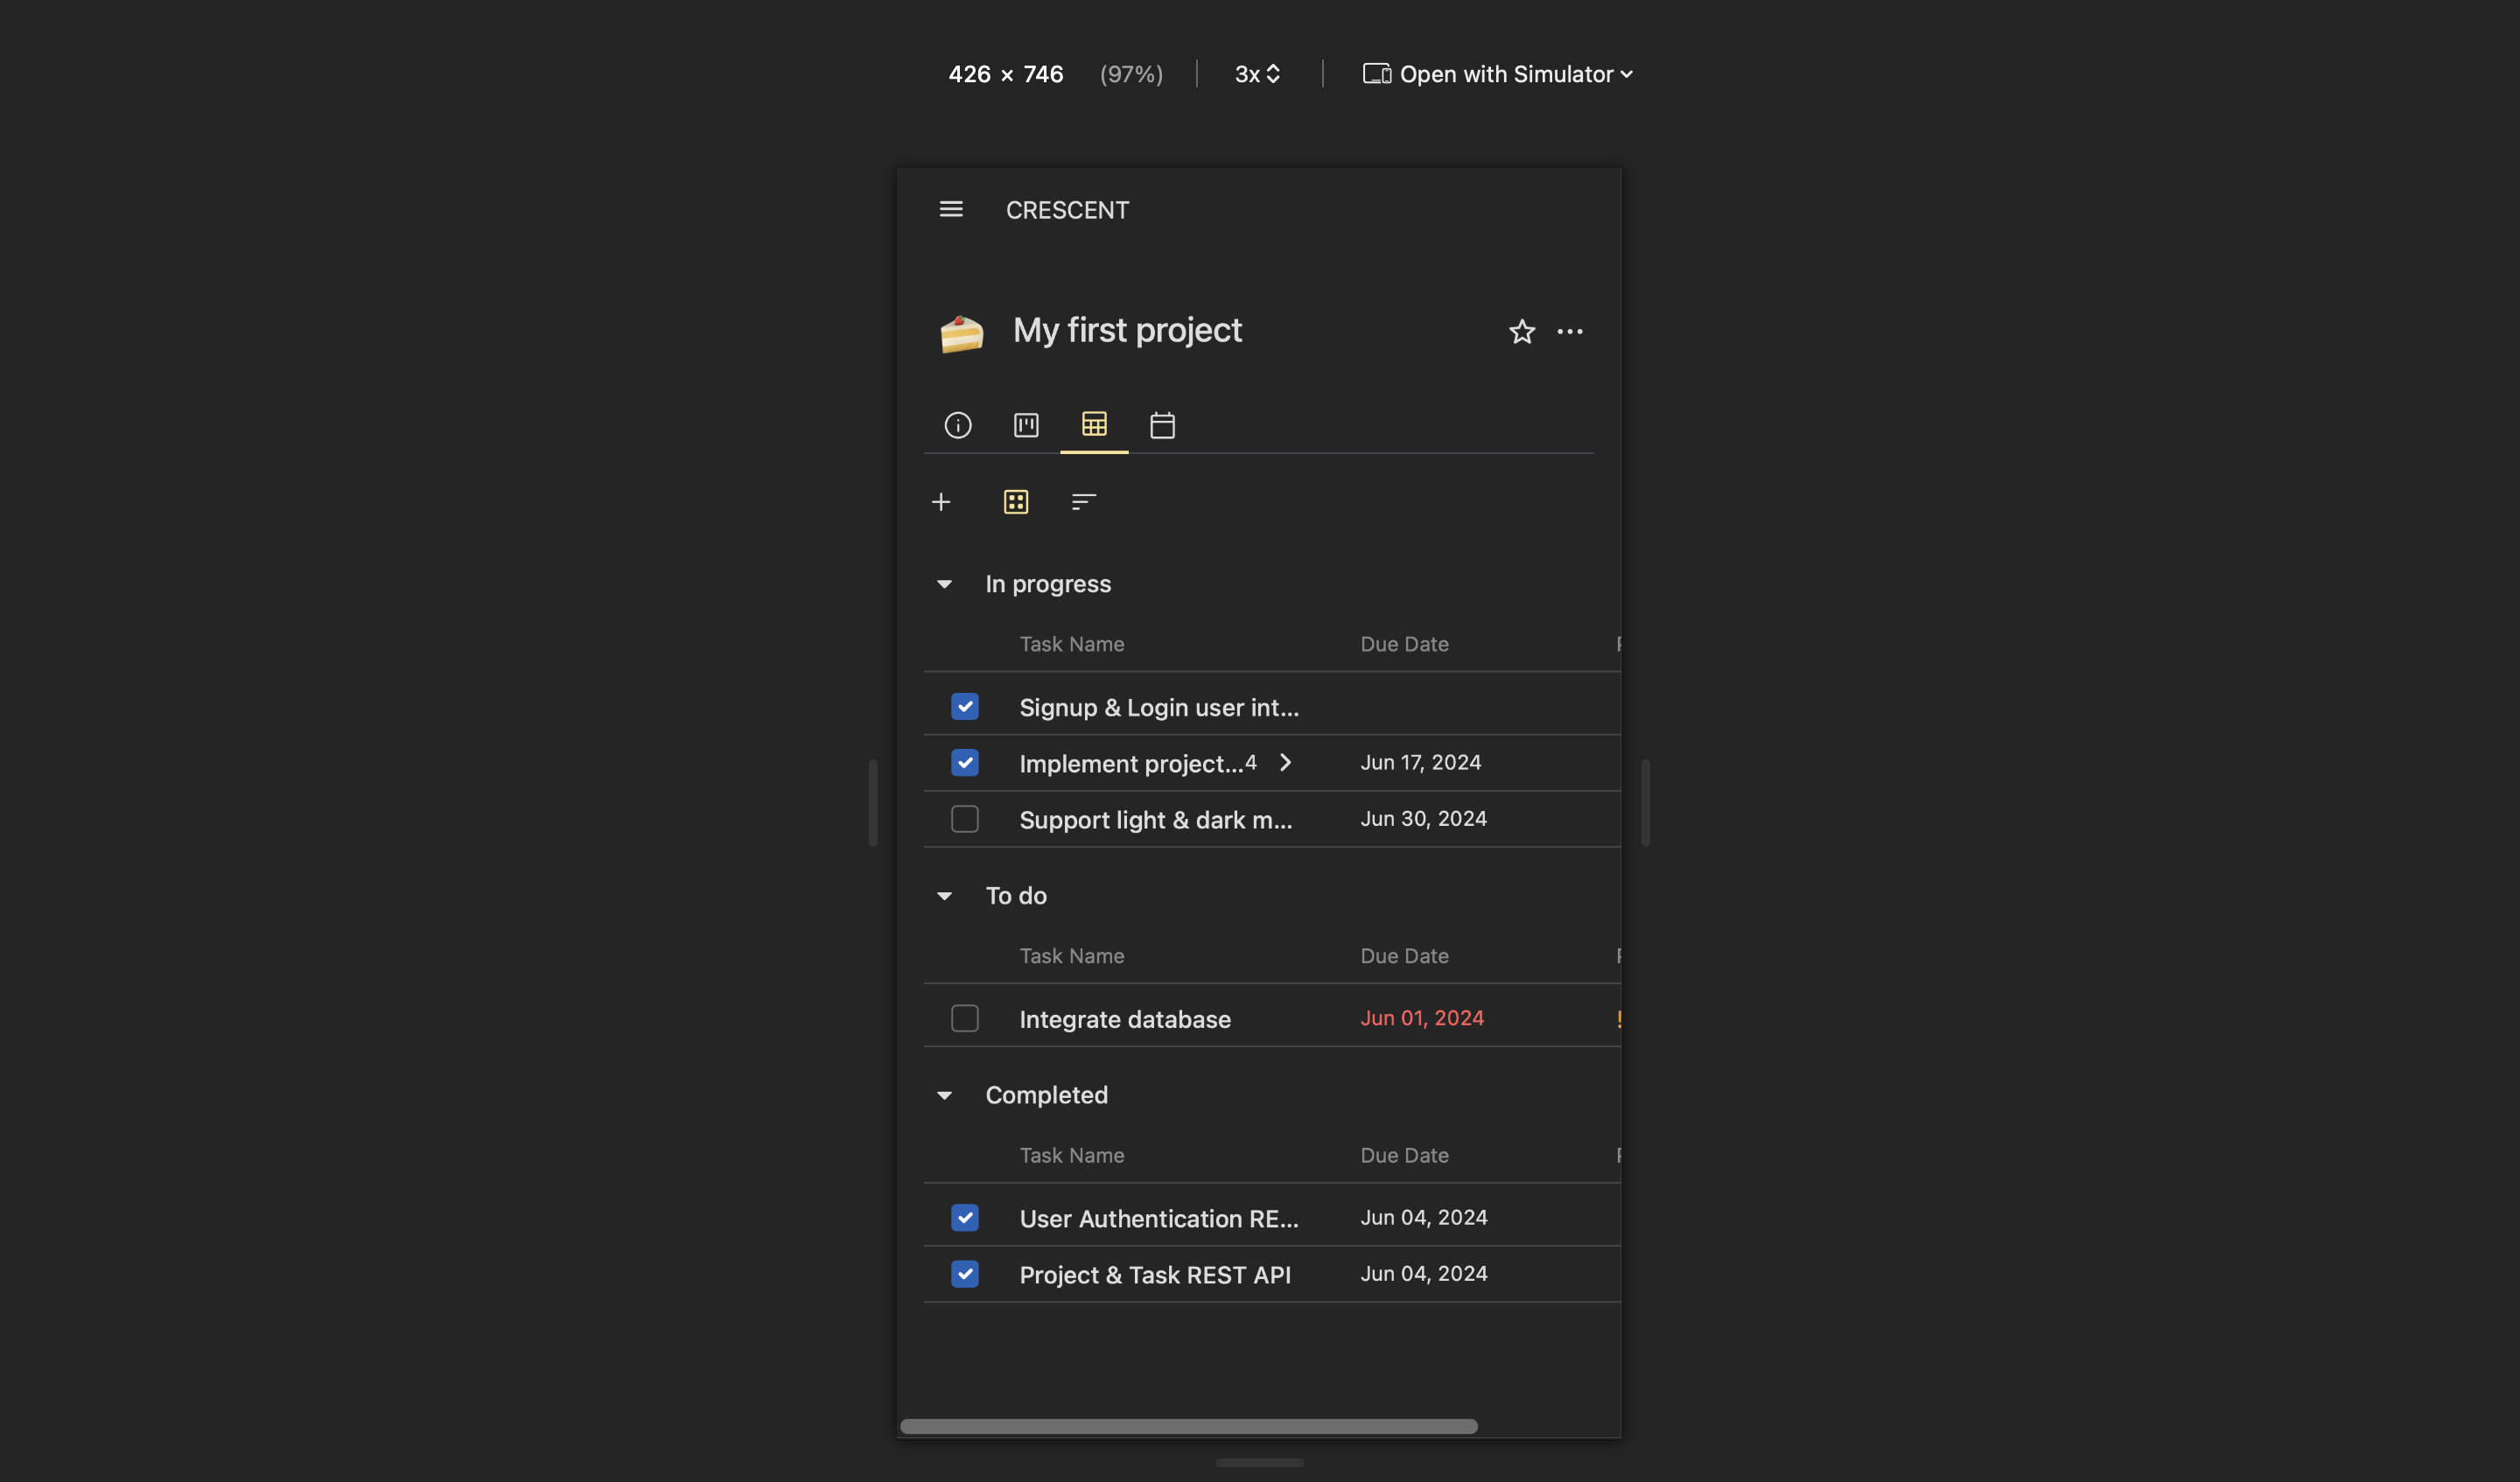 426 × 746 (97%) 3x Open with Simulator
CRESCENT
My first project
In progress
Task Name Due Date
Signup & Login user int...
Implement project...4 Jun 17, 2024
Support light & dark m... Jun 30, 2024
To do
Task Name Due Date
Integrate database Jun 01, 2024
Completed
Task Name Due Date
User Authentication RE... Jun 04, 2024
Project & Task REST API Jun 04, 2024